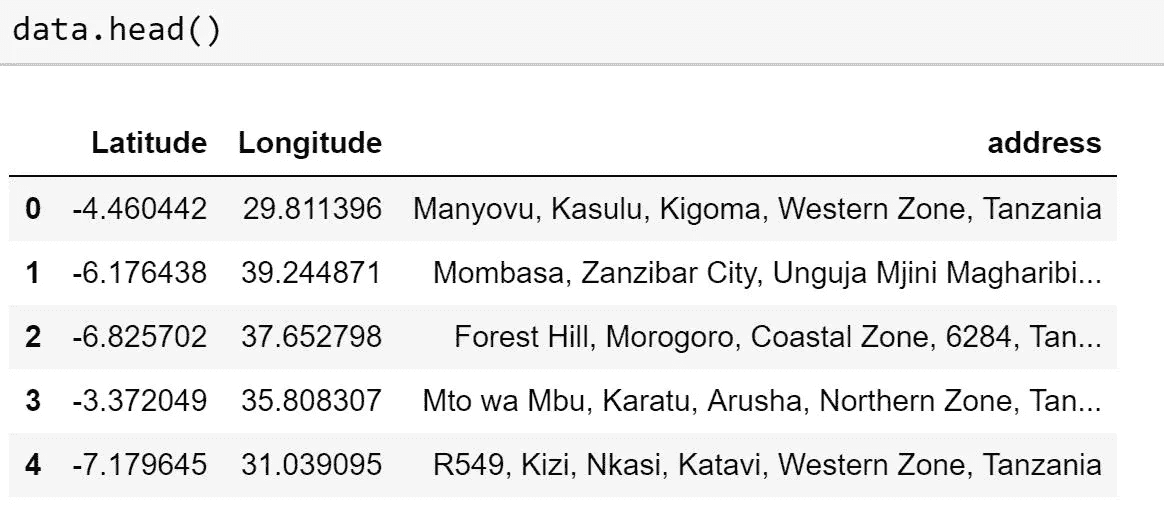 data.head()
Latitude Longitude address
0 -4.460442 29.811396 Manyovu, Kasulu, Kigoma, Western Zone, Tanzania
1 -6.176438 39.244871 Mombasa, Zanzibar City, Unguja Mjini Magharibi...
2 -6.825702 37.652798 Forest Hill, Morogoro, Coastal Zone, 6284, Tan...
3 -3.372049 35.808307 Mto wa Mbu, Karatu, Arusha, Northern Zone, Tan...
4 -7.179645 31.039095 R549, Kizi, Nkasi, Katavi, Western Zone, Tanzania